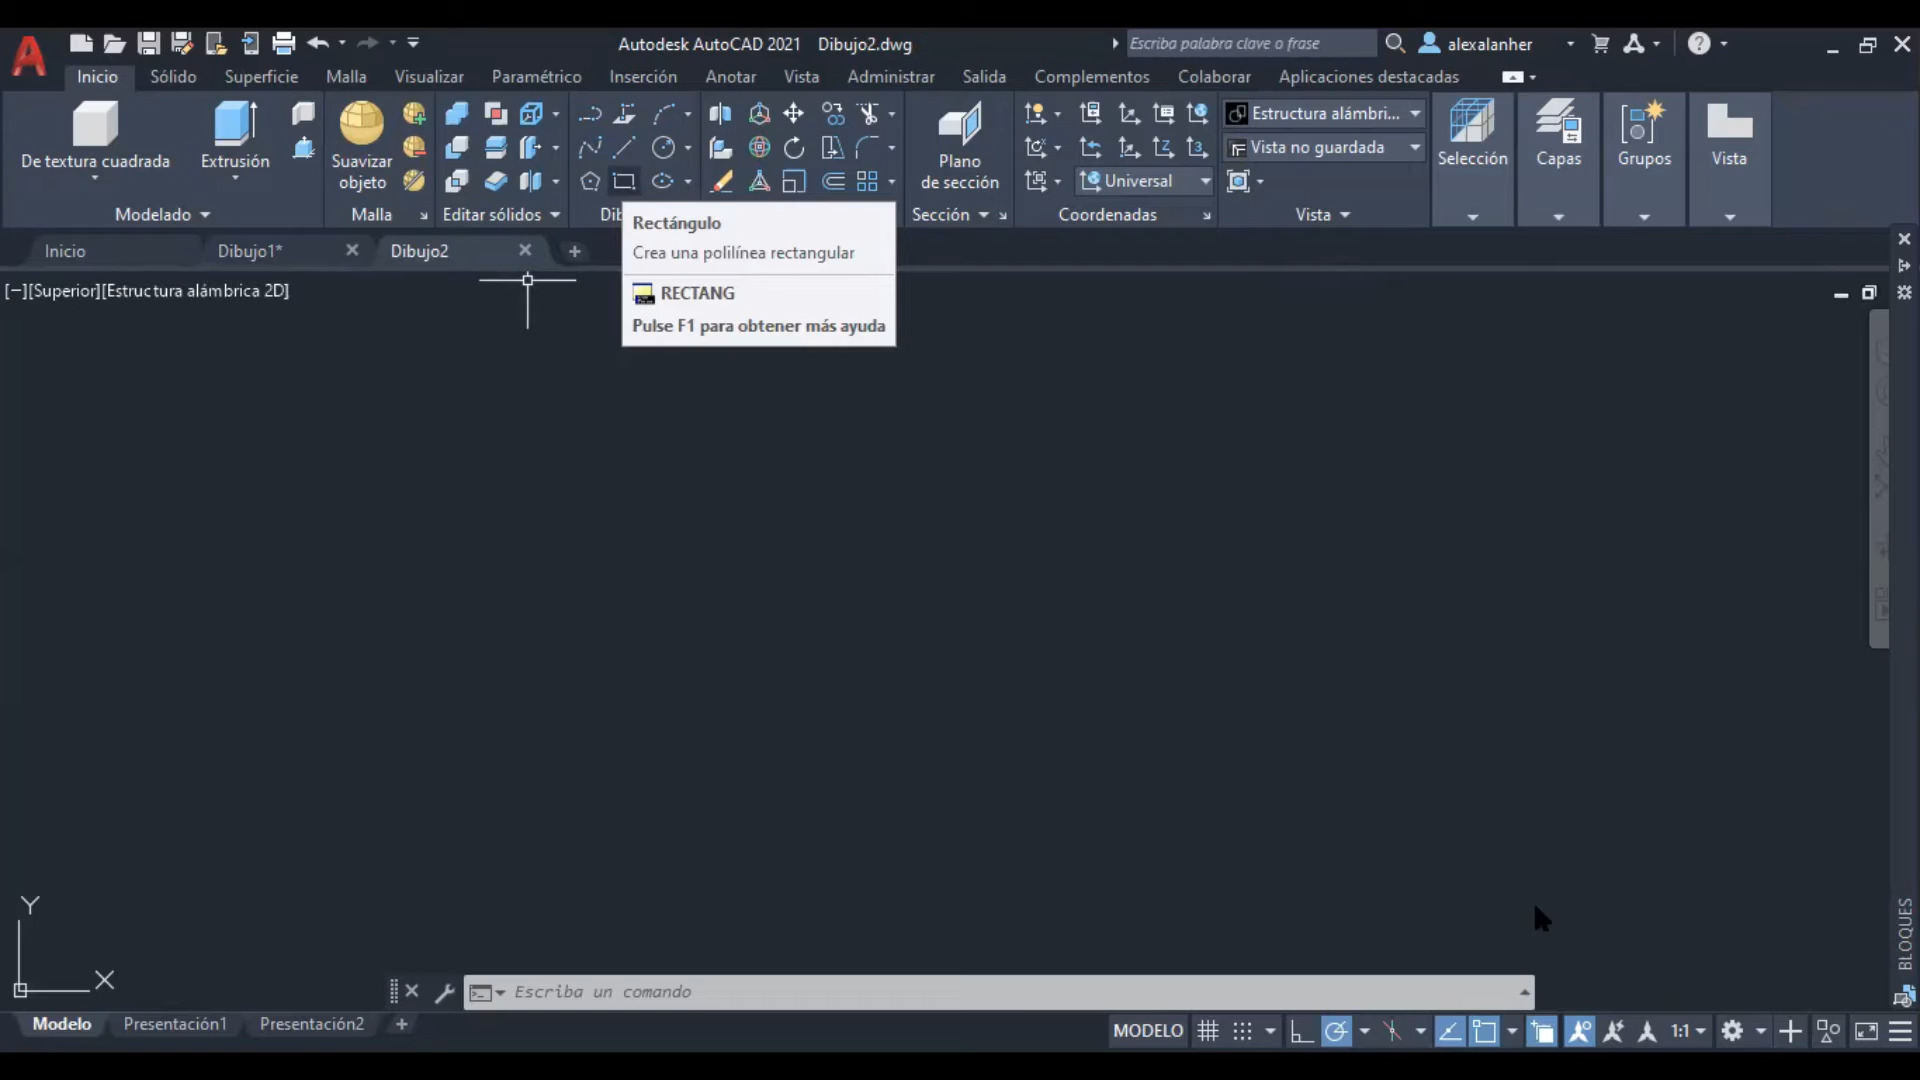 Autodesk AutoCAD 2021 Dibujo2.dwg
Escriba palabra clave o frase
alexalanher
Inicio Sólido Superficie Malla Visualizar Paramétrico Inserción Anotar Vista Administrar Salida Complementos Colaborar Aplicaciones destacadas
De textura cuadrada
Extrusión
Suavizar
objeto
Plano
de sección
Universal
Estructura alámbri...
Vista no guardada
Selección
Capas
Grupos
Vista
Modelado
Malla
Editar sólidos
Dib
Sección
Coordenadas
Vista
Inicio
Dibujo1*
Dibujo2
Rectángulo
Crea una polilínea rectangular
RECTANG
Pulse F1 para obtener más ayuda
[−][Superior][Estructura alámbrica 2D]
Y
X
BLOQUES
Escriba un comando
Modelo
Presentación1
Presentación2
MODELO
1:1